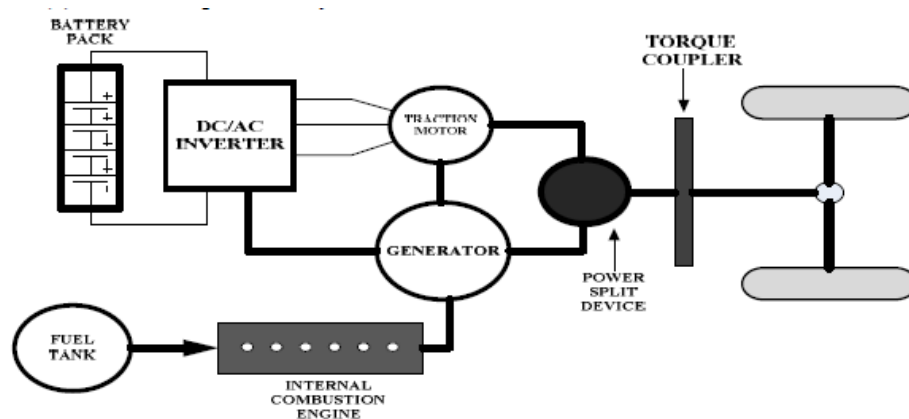 BATTERY
PACK
DC/AC
INVERTER
TRACTION
MOTOR
TORQUE
COUPLER
GENERATOR
POWER
SPLIT
DEVICE
FUEL
TANK
INTERNAL
COMBUSTION
ENGINE